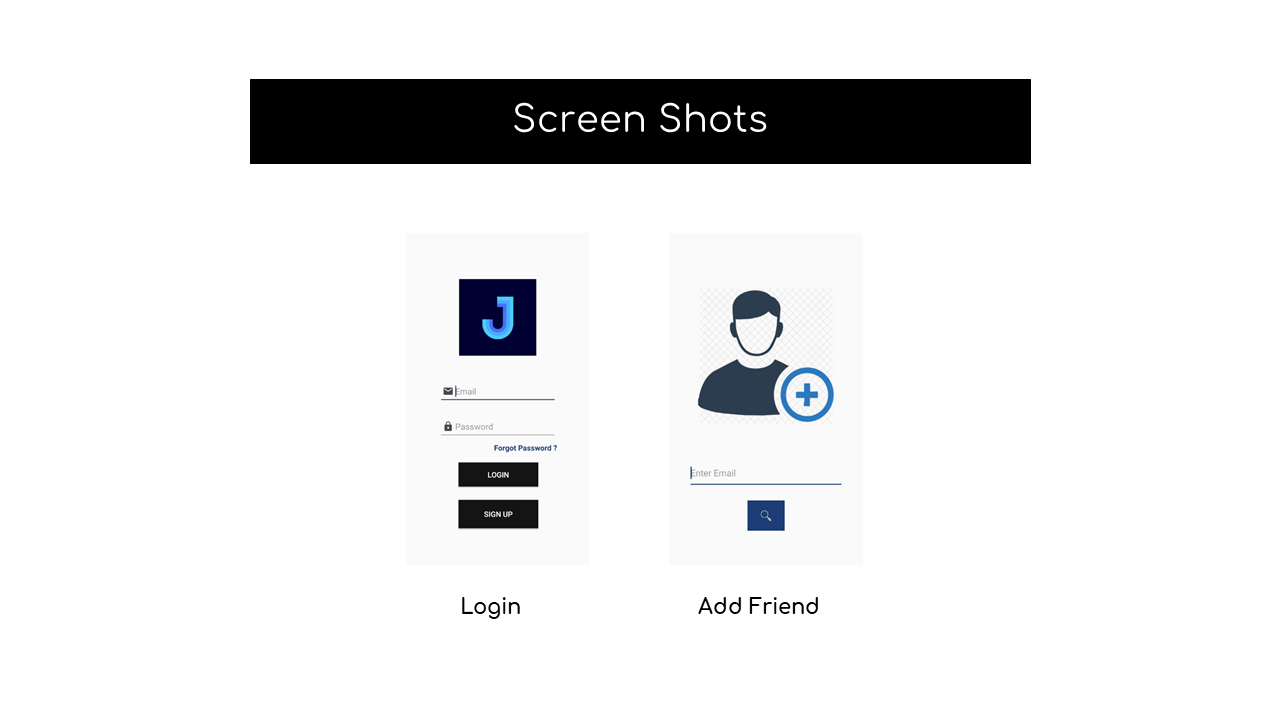 Screen Shots
J
Email
Password
Forgot Password ?
LOGIN
SIGN UP
Enter Email
Login
Add Friend